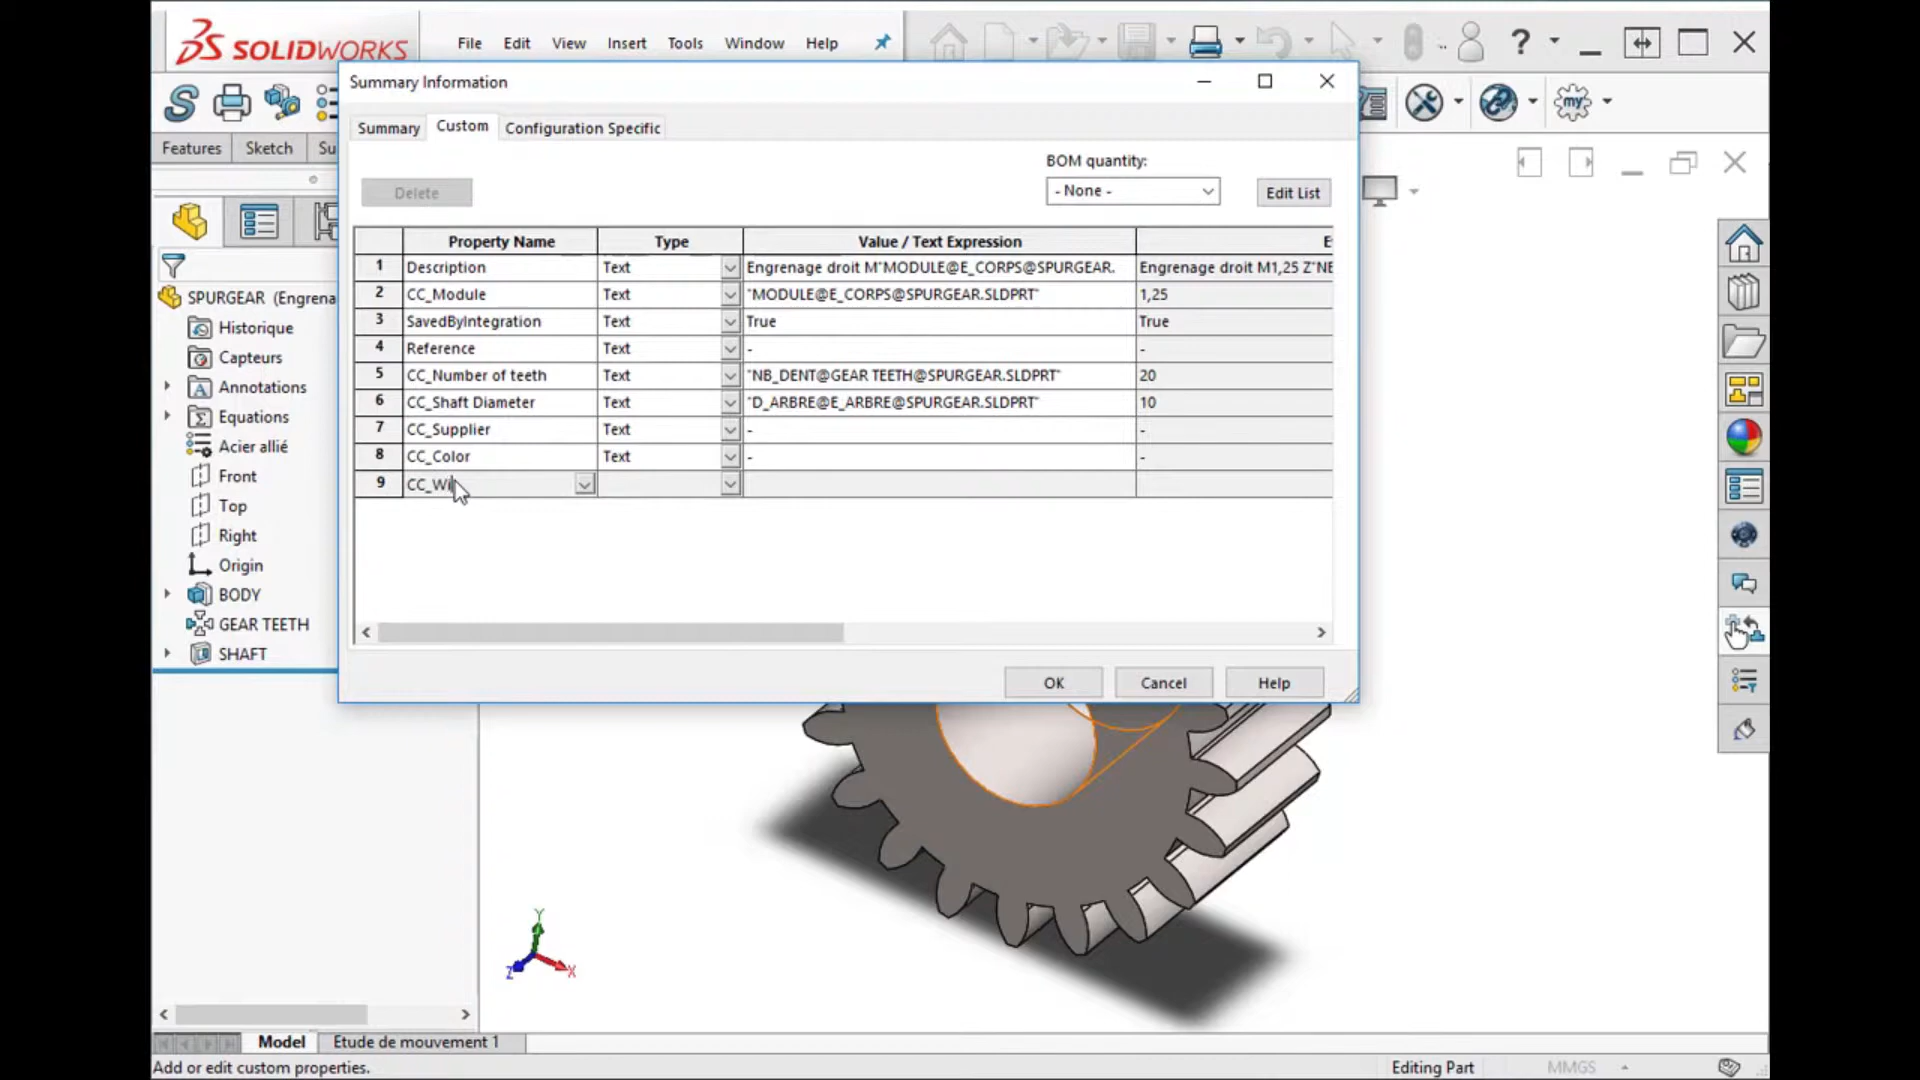 SOLIDWORKS
File Edit View Insert Tools Window Help
Summary Information
my
Features Sketch Su
Summary Custom Configuration Specific
BOM quantity:
Delete
- None -
Edit List
Property Name Type Value / Text Expression E
1 Description Text Engrenage droit M"MODULE@E_CORPS@SPURGEAR. Engrenage droit M1,25 Z"NB
2 CC_Module Text "MODULE@E_CORPS@SPURGEAR.SLDPRT" 1,25
3 SavedByIntegration Text True True
4 Reference Text - -
5 CC_Number of teeth Text "NB_DENT@GEAR TEETH@SPURGEAR.SLDPRT" 20
6 CC_Shaft Diameter Text "D_ARBRE@E_ARBRE@SPURGEAR.SLDPRT" 10
7 CC_Supplier Text - -
8 CC_Color Text - -
9 CC_Wi
SPURGEAR (Engrena
Historique
Capteurs
Annotations
Equations
Acier allié
Front
Top
Right
Origin
BODY
GEAR TEETH
SHAFT
OK Cancel Help
Y
Z X
Model Etude de mouvement 1
Add or edit custom properties.
Editing Part MMGS